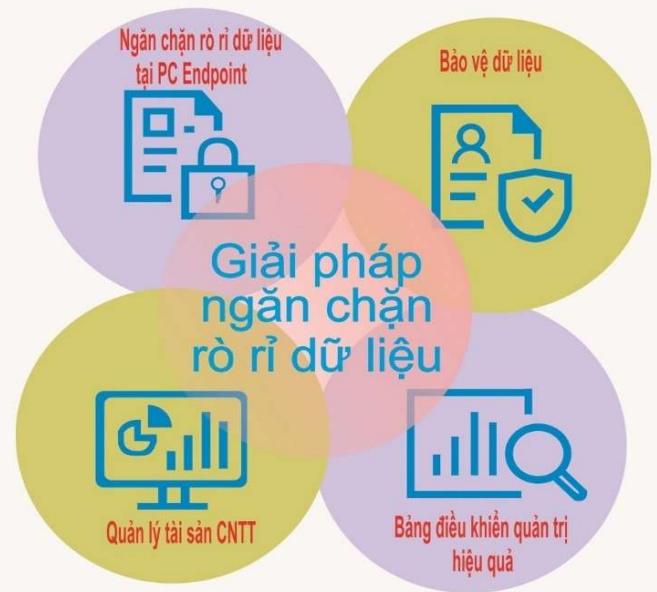 Ngăn chặn rò rỉ dữ liệu
tại PC Endpoint
Bảo vệ dữ liệu
Giải pháp
ngăn chặn
rò rỉ dữ liệu
Quản lý tài sản CNTT
Bảng điều khiển quản trị
hiệu quả